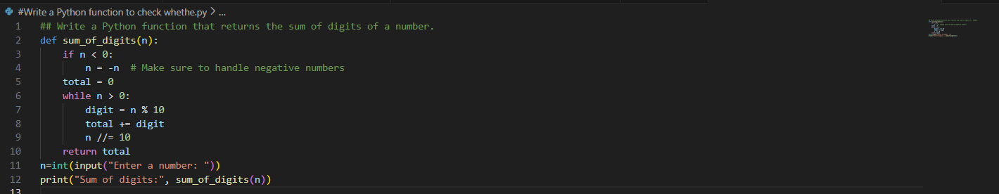 #Write a Python function to check whethe.py > ...
1 ## Write a Python function that returns the sum of digits of a number.
2 def sum_of_digits(n):
3     if n < 0:
4         n = -n  # Make sure to handle negative numbers
5     total = 0
6     while n > 0:
7         digit = n % 10
8         total += digit
9         n //= 10
10     return total
11 n=int(input("Enter a number: "))
12 print("Sum of digits:", sum_of_digits(n))
13